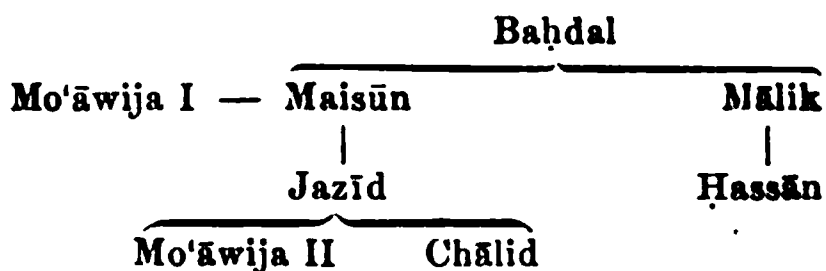 Baḥdal
Mo‘āwija I — Maisūn Mālik
Jazīd Ḥassān
Mo‘āwija II Chālid